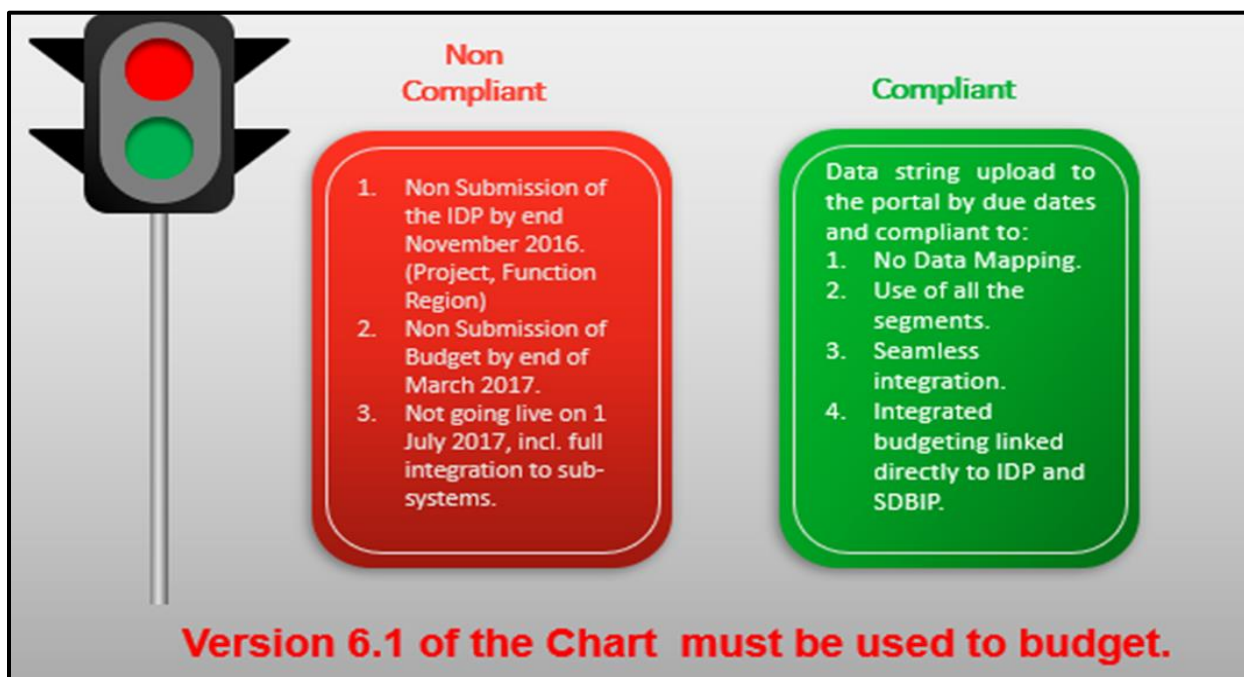 Non
Compliant
1. Non Submission of
the IDP by end
November 2016.
(Project, Function
Region)
2. Non Submission of
Budget by end of
March 2017.
3. Not going live on 1
July 2017, incl. full
integration to sub-
systems.
Compliant
Data string upload to
the portal by due dates
and compliant to:
1. No Data Mapping.
2. Use of all the
segments.
3. Seamless
integration.
4. Integrated
budgeting linked
directly to IDP and
SDBIP.
Version 6.1 of the Chart must be used to budget.